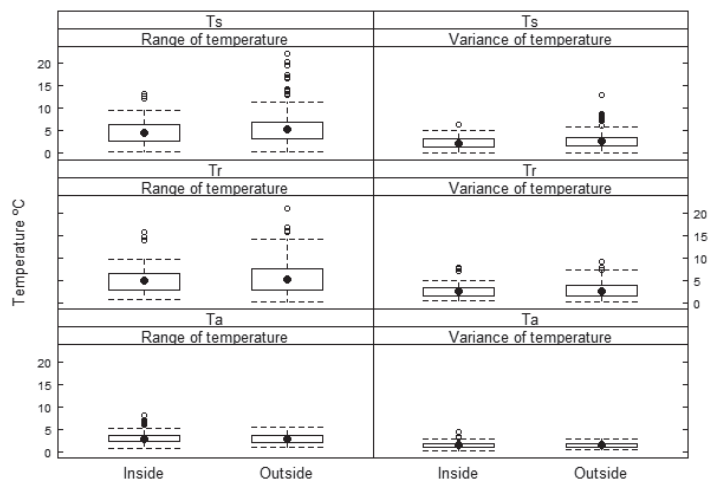 Ts Ts
Range of temperature Variance of temperature
20
15
10
5
0
Tr Tr
Range of temperature Variance of temperature
20
15
10
5
0
Ta Ta
Range of temperature Variance of temperature
20
15
10
5
0
Temperature ºC
Inside Outside Inside Outside